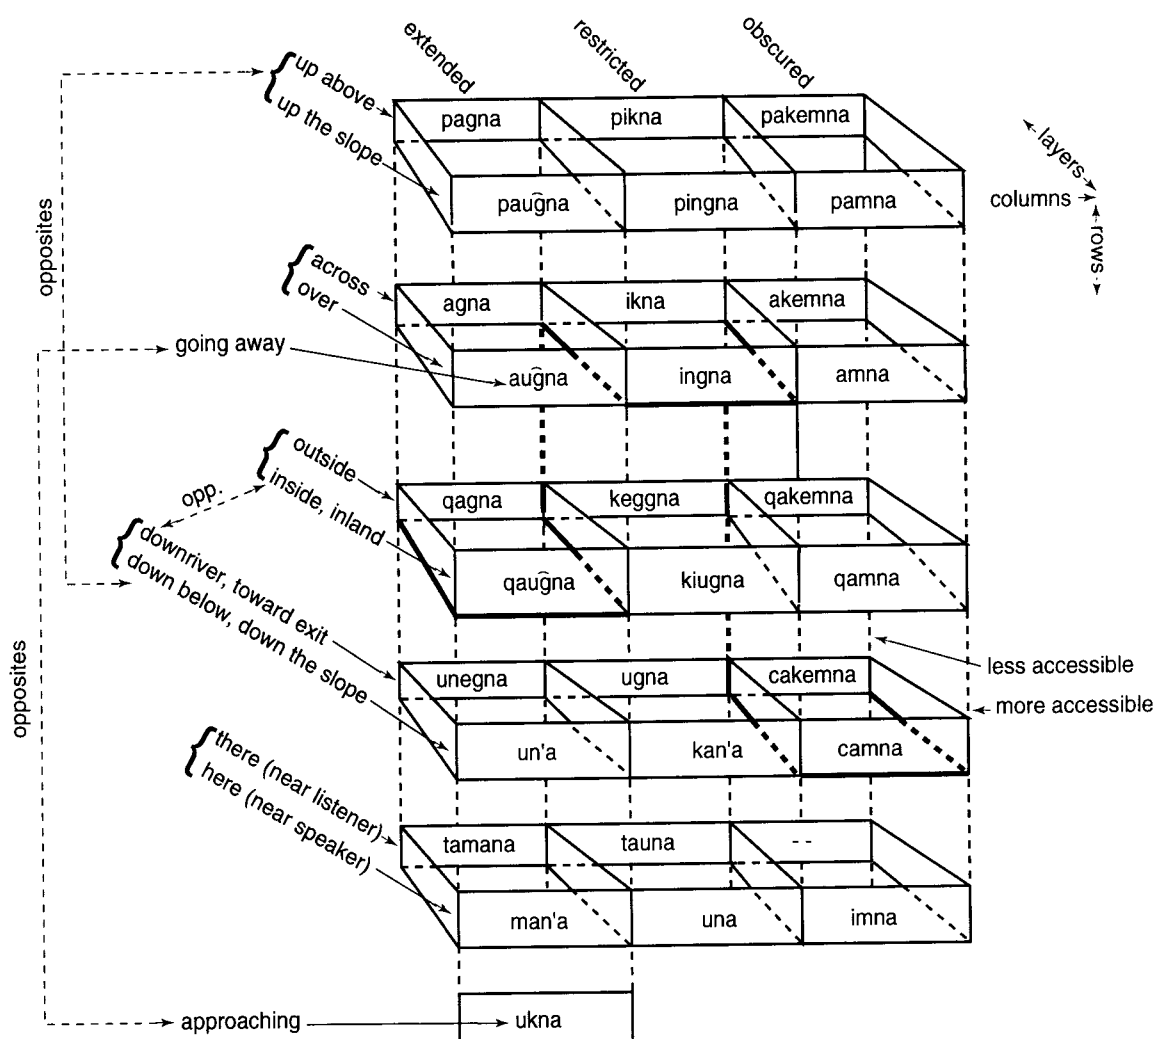 extended
restricted
obscured
up above
up the slope
pagna
pikna
pakemna
layers
columns
rows
paug͡na
pingna
pamna
opposites
across
over
agna
ikna
akemna
going away
aug͡na
ingna
amna
outside
inside, inland
qagna
keggna
qakemna
opp.
downriver, toward exit
down below, down the slope
qaug͡na
kiugna
qamna
less accessible
more accessible
unegna
ugna
cakemna
opposites
un'a
kan'a
camna
there (near listener)
here (near speaker)
tamana
tauna
--
man'a
una
imna
approaching
ukna